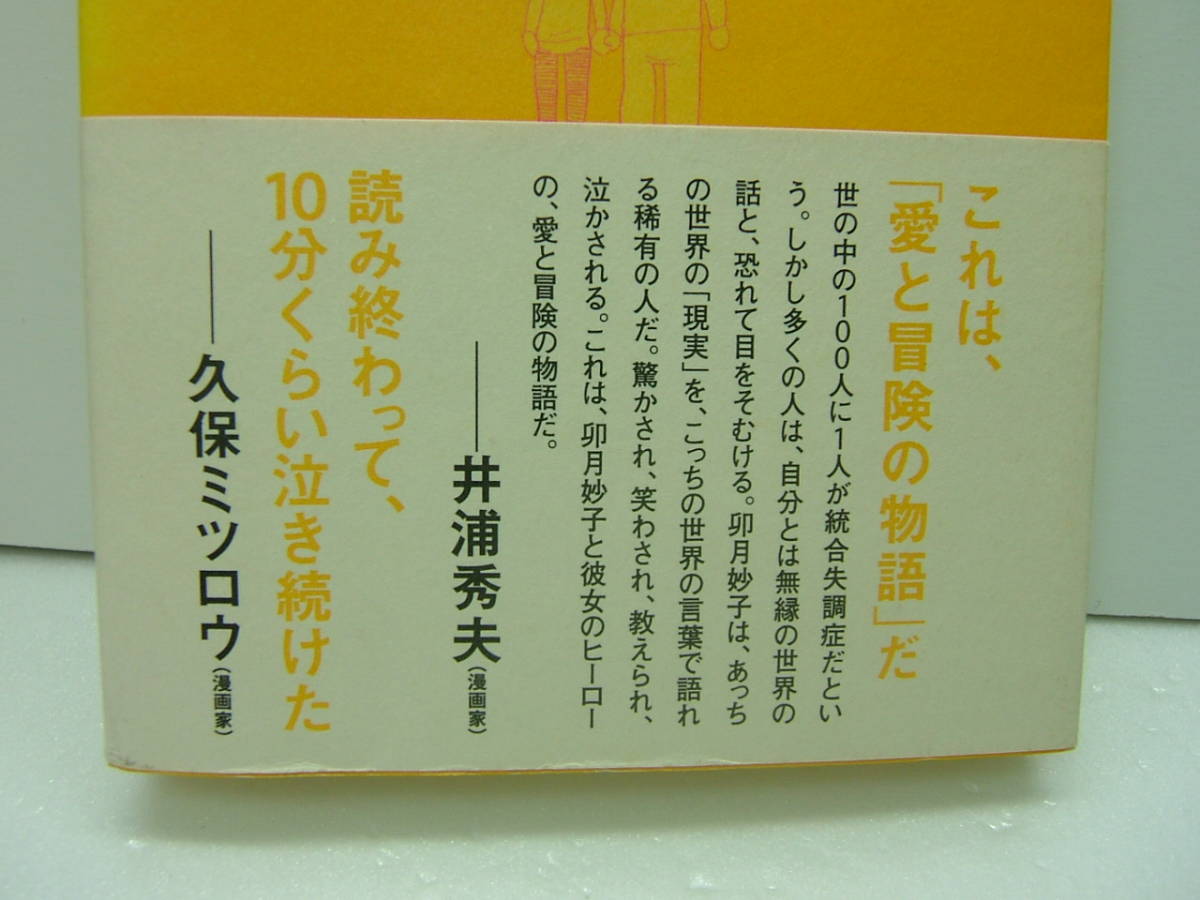 これは、
「愛と冒険の物語」だ
世の中の100人に1人が統合失調症だとい
う。しかし多くの人は、自分とは無縁の世界の
話と、恐れて目をそむける。卯月妙子は、あっち
の世界の「現実」を、こっちの世界の言葉で語れ
る稀有の人だ。驚かされ、笑わされ、教えられ、
泣かされる。これは、卯月妙子と彼女のヒーロー
の、愛と冒険の物語だ。
――井浦秀夫（漫画家）
読み終わって、
10分くらい泣き続けた
――久保ミツロウ（漫画家）